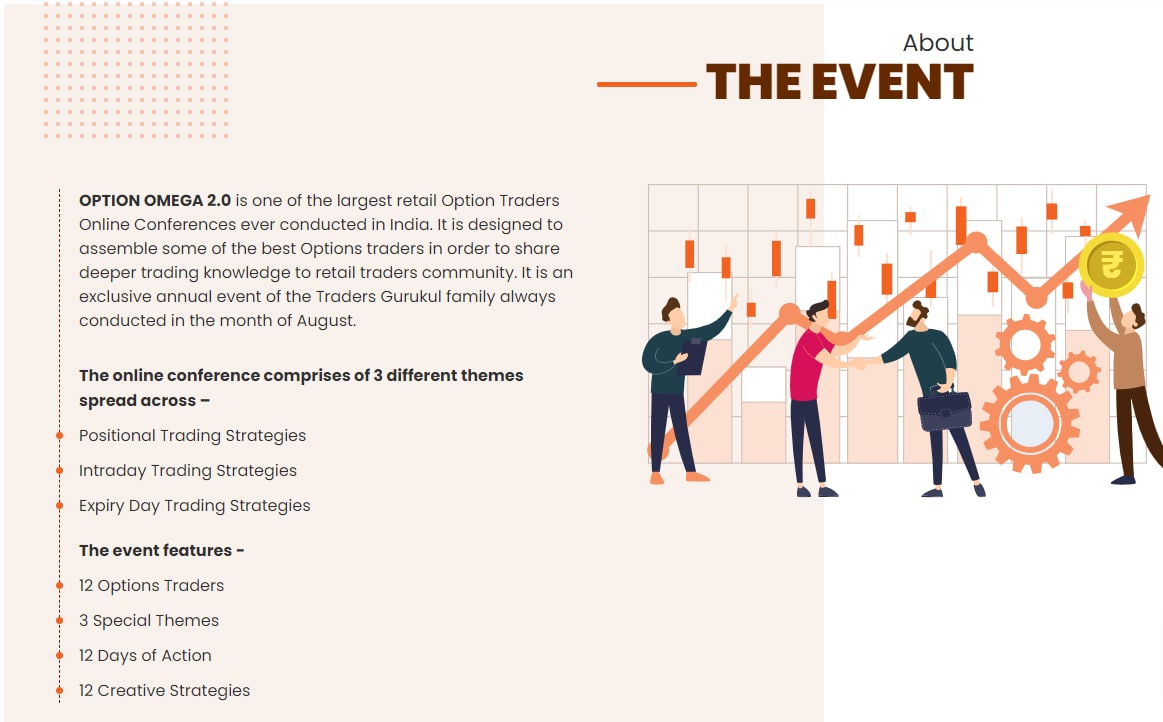 About
THE EVENT
OPTION OMEGA 2.0 is one of the largest retail Option Traders
Online Conferences ever conducted in India. It is designed to
assemble some of the best Options traders in order to share
deeper trading knowledge to retail traders community. It is an
exclusive annual event of the Traders Gurukul family always
conducted in the month of August.
The online conference comprises of 3 different themes
spread across –
Positional Trading Strategies
Intraday Trading Strategies
Expiry Day Trading Strategies
The event features -
12 Options Traders
3 Special Themes
12 Days of Action
12 Creative Strategies
₹